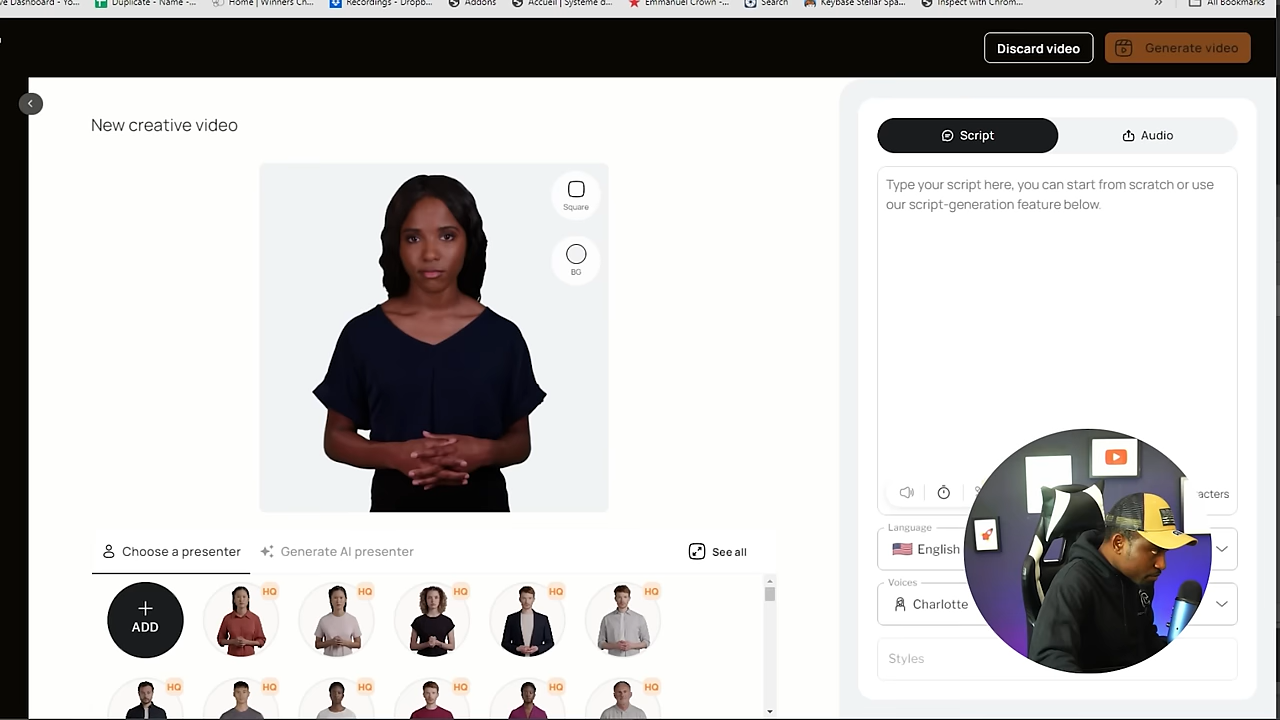 Duplicate - Name -...
Home | Winners Ch...
Recordings - Dropb...
Addons
Accueil | Système d...
Emmanuel Crown -...
Search
Keybase Stellar Spa...
Inspect with Chrom...
All Bookmarks
Discard video
Generate video
New creative video
Script
Audio
Square
BG
Type your script here, you can start from scratch or use
our script-generation feature below.
acters
Language
English
Voices
Charlotte
Styles
Choose a presenter
Generate AI presenter
See all
ADD
HQ
HQ
HQ
HQ
HQ
HQ
HQ
HQ
HQ
HQ
HQ